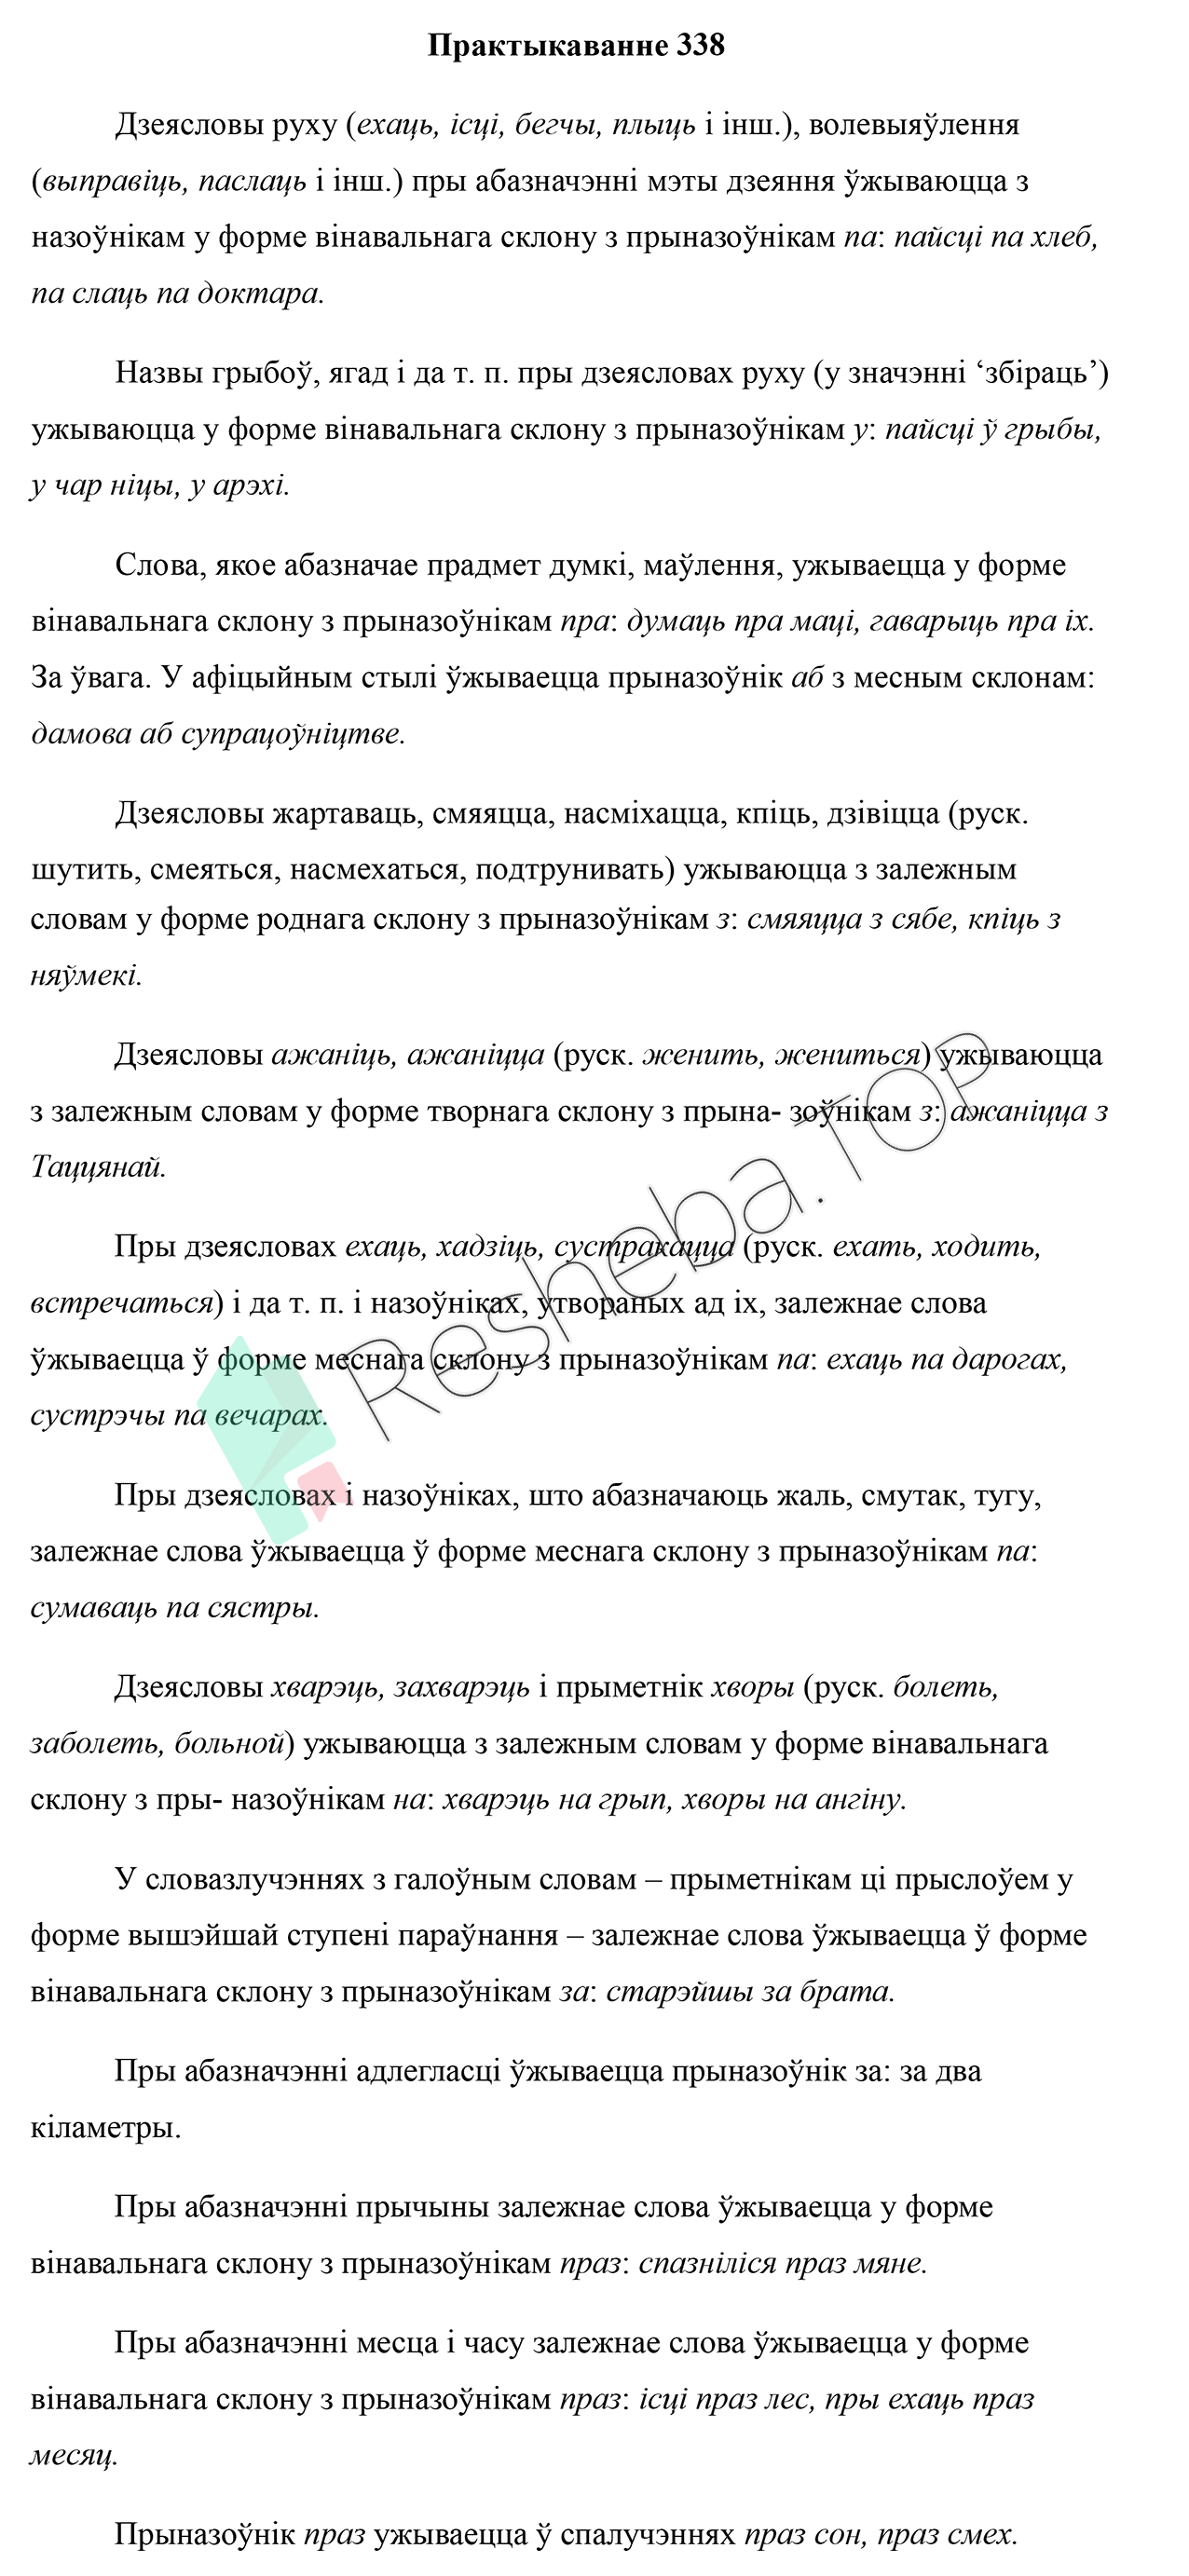 Практыкаванне 338
Дзеясловы руху (ехаць, ісці, бегчы, плыць і інш.), волевыяўлення
(выправіць, паслаць і інш.) пры абазначэнні мэты дзеяння ўжываюцца з
назоўнікам у форме вінавальнага склону з прыназоўнікам па: пайсці па хлеб,
па слаць па доктара.
Назвы грыбоў, ягад і да т. п. пры дзеясловах руху (у значэнні ‘збіраць’)
ужываюцца у форме вінавальнага склону з прыназоўнікам у: пайсці ў грыбы,
у чар ніцы, у арэхі.
Слова, якое абазначае прадмет думкі, маўлення, ужываецца у форме
вінавальнага склону з прыназоўнікам пра: думаць пра маці, гаварыць пра іх.
За ўвага. У афіцыйным стылі ўжываецца прыназоўнік аб з месным склонам:
дамова аб супрацоўніцтве.
Дзеясловы жартаваць, смяяцца, насміхацца, кпіць, дзівіцца (руск.
шутить, смеяться, насмехаться, подтрунивать) ужываюцца з залежным
словам у форме роднага склону з прыназоўнікам з: смяяцца з сябе, кпіць з
няўмекі.
Дзеясловы ажаніць, ажаніцца (руск. женить, жениться) ужываюцца
з залежным словам у форме творнага склону з прына- зоўнікам з: ажаніцца з
Таццянай.
Пры дзеясловах ехаць, хадзіць, сустракацца (руск. ехать, ходить,
встречаться) і да т. п. і назоўніках, утвораных ад іх, залежнае слова
ўжываецца ў форме меснага склону з прыназоўнікам па: ехаць па дарогах,
сустрэчы па вечарах.
Пры дзеясловах і назоўніках, што абазначаюць жаль, смутак, тугу,
залежнае слова ўжываецца ў форме меснага склону з прыназоўнікам па:
сумаваць па сястры.
Дзеясловы хварэць, захварэць і прыметнік хворы (руск. болеть,
заболеть, больной) ужываюцца з залежным словам у форме вінавальнага
склону з пры- назоўнікам на: хварэць на грып, хворы на ангіну.
У словазлучэннях з галоўным словам – прыметнікам ці прыслоўем у
форме вышэйшай ступені параўнання – залежнае слова ўжываецца ў форме
вінавальнага склону з прыназоўнікам за: старэйшы за брата.
Пры абазначэнні адлегласці ўжываецца прыназоўнік за: за два
кіламетры.
Пры абазначэнні прычыны залежнае слова ўжываецца у форме
вінавальнага склону з прыназоўнікам праз: спазніліся праз мяне.
Пры абазначэнні месца і часу залежнае слова ўжываецца у форме
вінавальнага склону з прыназоўнікам праз: ісці праз лес, пры ехаць праз
месяц.
Прыназоўнік праз ужываецца ў спалучэннях праз сон, праз смех.
Resheba.TOP